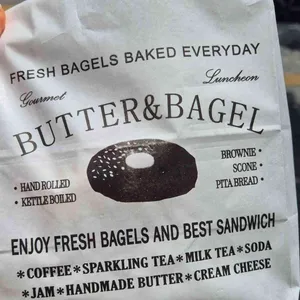 FRESH BAGELS BAKED EVERYDAY
Gourmet
Luncheon
BUTTER&BAGEL
• HAND ROLLED
• KETTLE BOILED
BROWNIE •
SCONE •
PITA BREAD •
ENJOY FRESH BAGELS AND BEST SANDWICH
*COFFEE*SPARKLING TEA*MILK TEA*SODA
*JAM*HANDMADE BUTTER*CREAM CHEESE